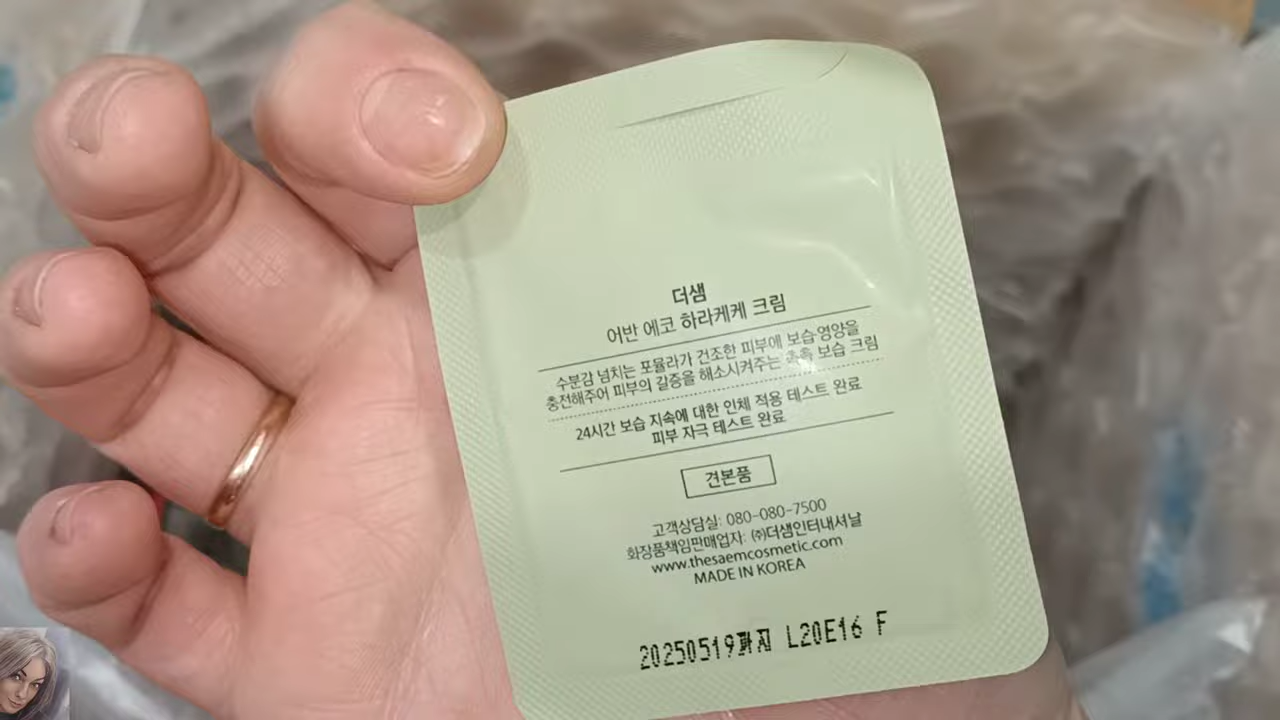 더샘
어반 에코 하라케케 크림
수분감 넘치는 포뮬라가 건조한 피부에 보습·영양을
충전해주어 피부의 갈증을 해소시켜주는 촉촉 보습 크림
24시간 보습 지속에 대한 인체 적용 테스트 완료
피부 자극 테스트 완료
견본품
고객상담실: 080-080-7500
화장품책임판매업자: ㈜더샘인터내셔날
www.thesaemcosmetic.com
MADE IN KOREA
20250519까지 L20E16 F